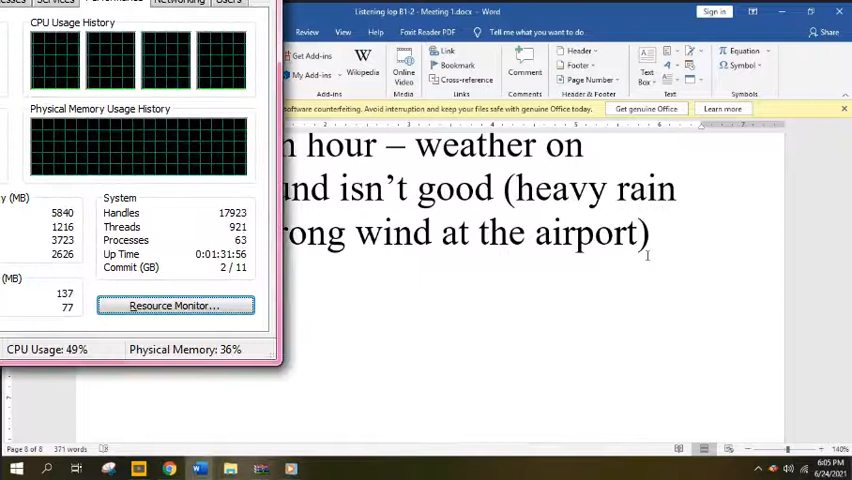 Services
Performance
Networking
Users
CPU Usage History
Physical Memory Usage History
y (MB)
5840
1216
3723
2626
(MB)
137
77
System
Handles 17923
Threads 921
Processes 63
Up Time 0:01:31:56
Commit (GB) 2 / 11
Resource Monitor...
CPU Usage: 49% Physical Memory: 36%
Listening Iop B1-2 - Meeting 1.docx - Word
Sign in
Review View Foxit Reader PDF Tell me what you want to do Share
Get Add-ins
My Add-ins
Add-ins
Wikipedia
Online
Video
Media
Link
Bookmark
Cross-reference
Links
Comment
Comments
Header
Footer
Page Number
Header & Footer
Text
Box
Text
Equation
Symbol
Symbols
software counterfeiting. Avoid interruption and keep your files safe with genuine Office today. Get genuine Office Learn more
n hour – weather on
und isn't good (heavy rain
rong wind at the airport)
Page 8 of 8 371 words
140%
6:05 PM
6/24/2021